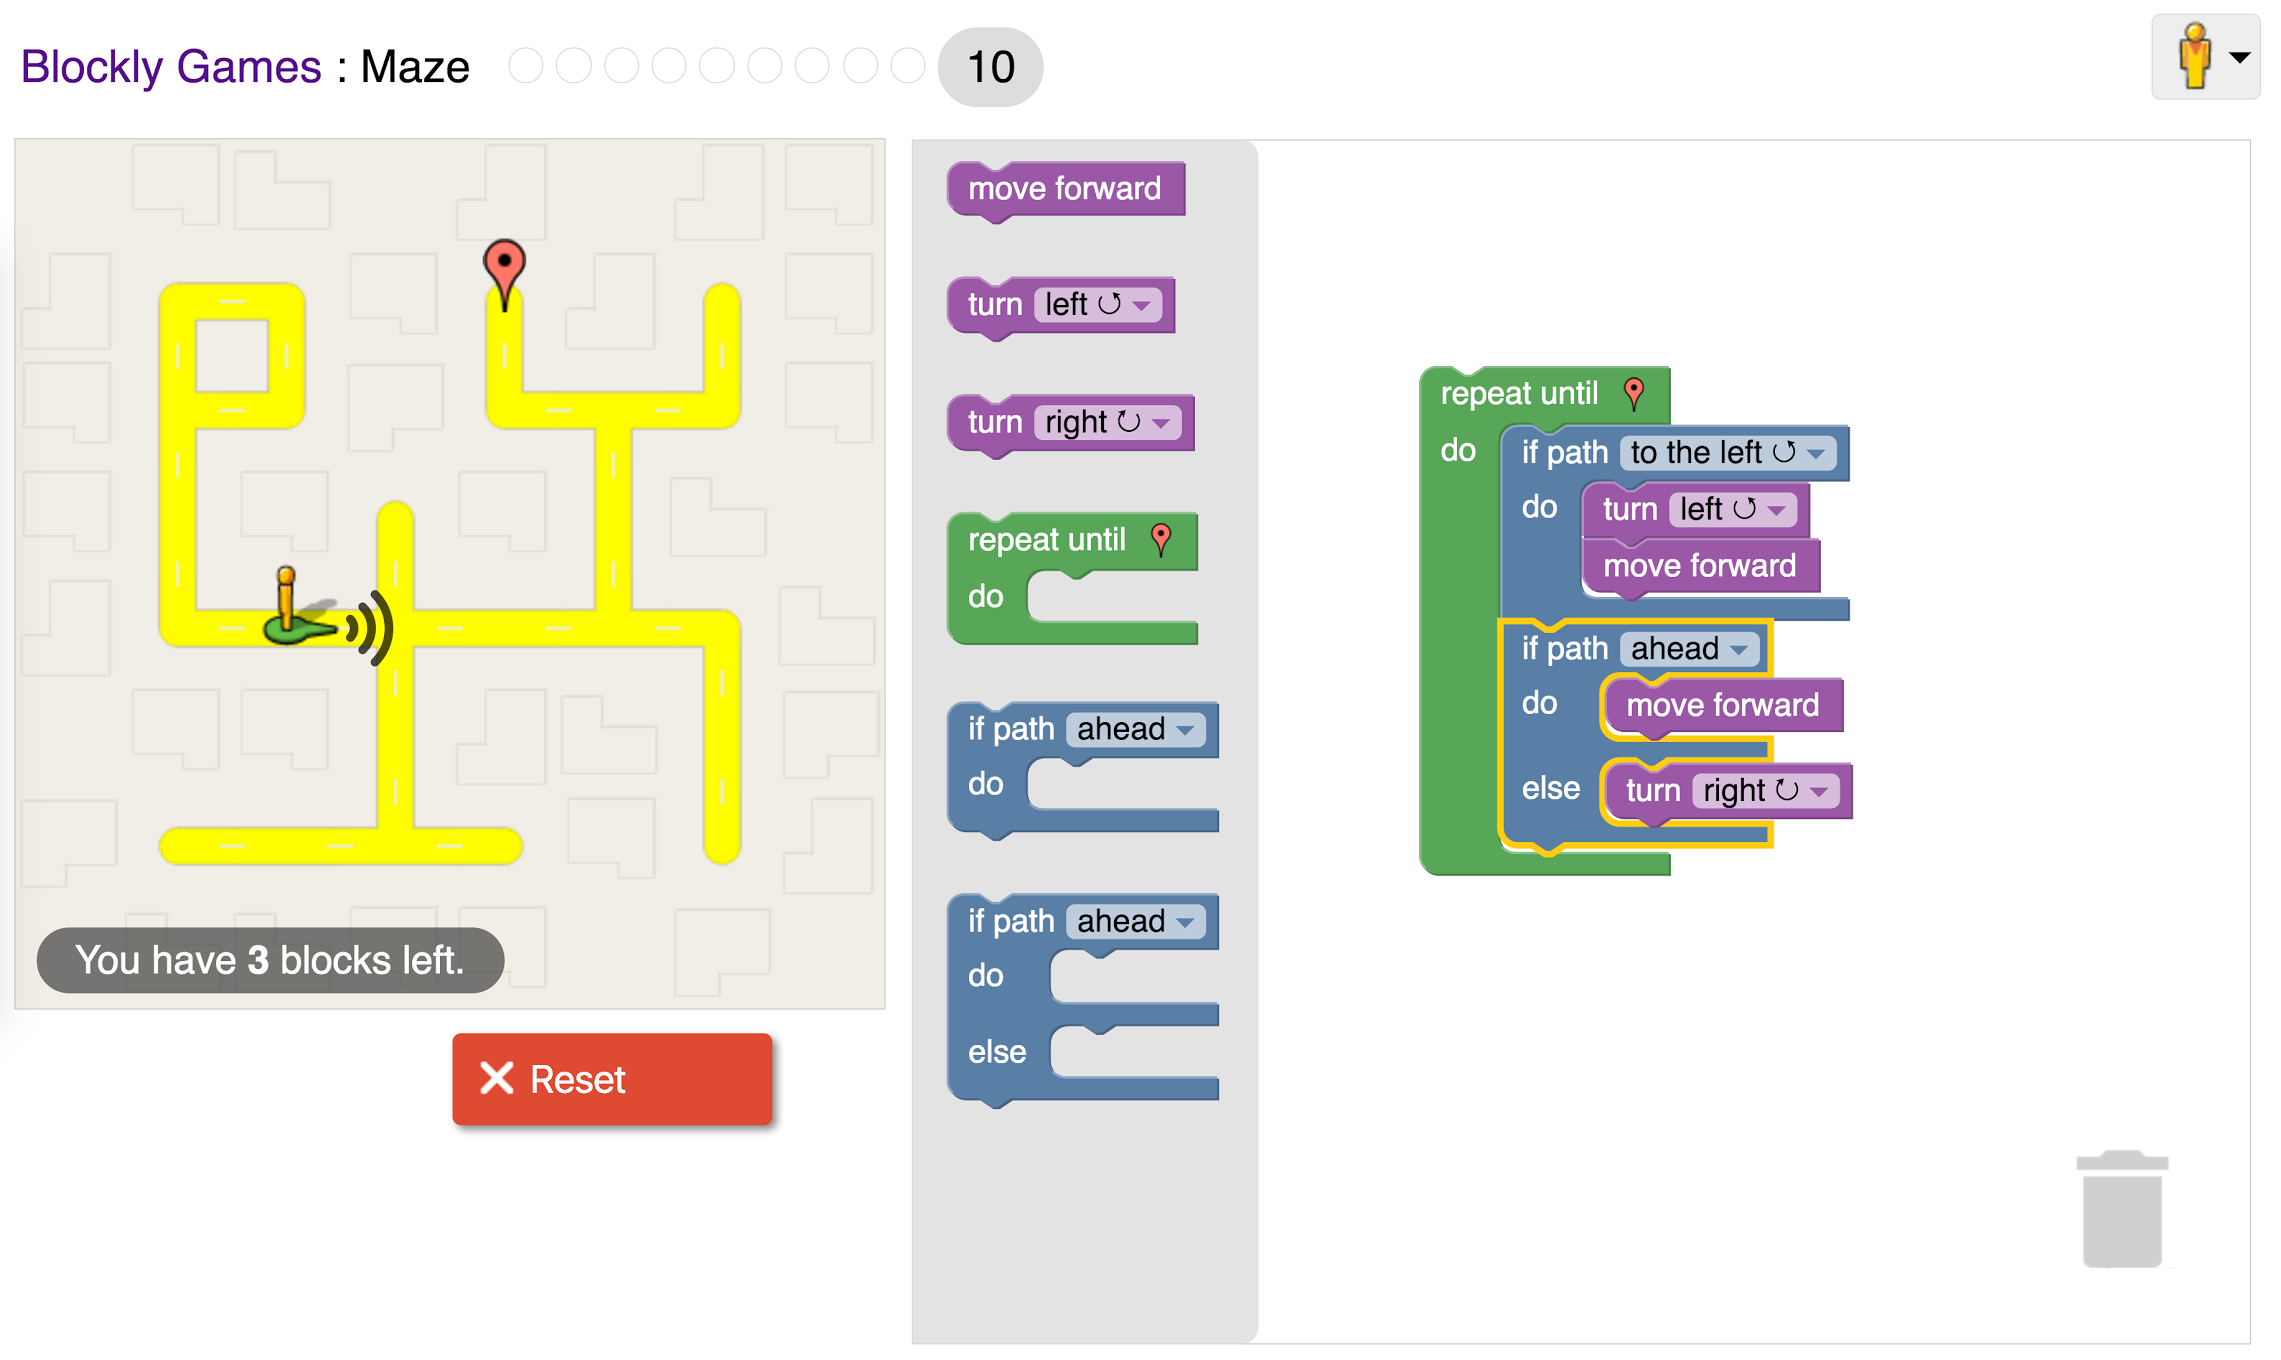 Blockly Games : Maze 10
You have 3 blocks left.
Reset
move forward
turn left
turn right
repeat until
do
if path ahead
do
if path ahead
do
else
repeat until
do if path to the left
do turn left
move forward
if path ahead
do move forward
else turn right